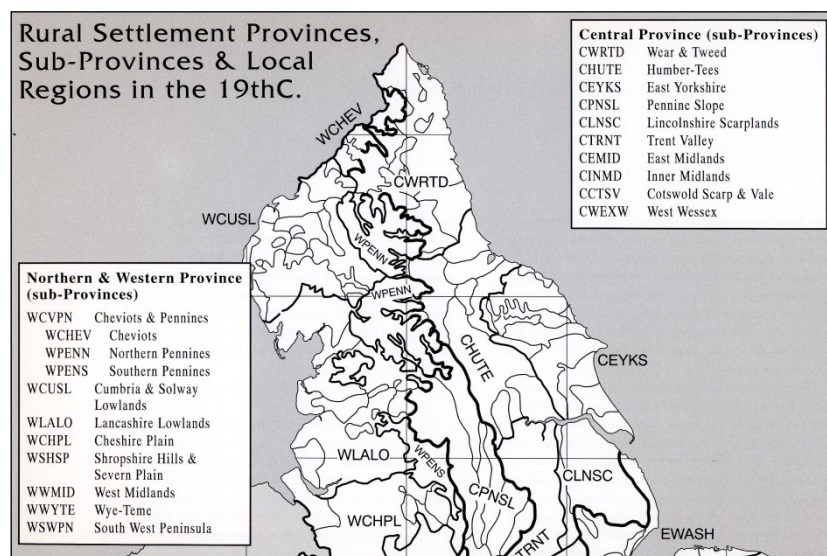 Rural Settlement Provinces,
Sub-Provinces & Local
Regions in the 19thC.
Central Province (sub-Provinces)
CWRTD Wear & Tweed
CHUTE Humber-Tees
CEYKS East Yorkshire
CPNSL Pennine Slope
CLNSC Lincolnshire Scarplands
CTRNT Trent Valley
CEMID East Midlands
CINMD Inner Midlands
CCTSV Cotswold Scarp & Vale
CWEXW West Wessex
WCHEV
CWRTD
WCUSL
WPENN
WPENN
Northern & Western Province
(sub-Provinces)
WCVPN Cheviots & Pennines
WCHEV Cheviots
WPENN Northern Pennines
WPENS Southern Pennines
WCUSL Cumbria & Solway
Lowlands
WLALO Lancashire Lowlands
WCHPL Cheshire Plain
WSHSP Shropshire Hills &
Severn Plain
WWMID West Midlands
WWYTE Wye-Teme
WSWPN South West Peninsula
CHUTE
CEYKS
WLALO
WPENS
CPNSL
CLNSC
WCHPL
TRNT
EWASH